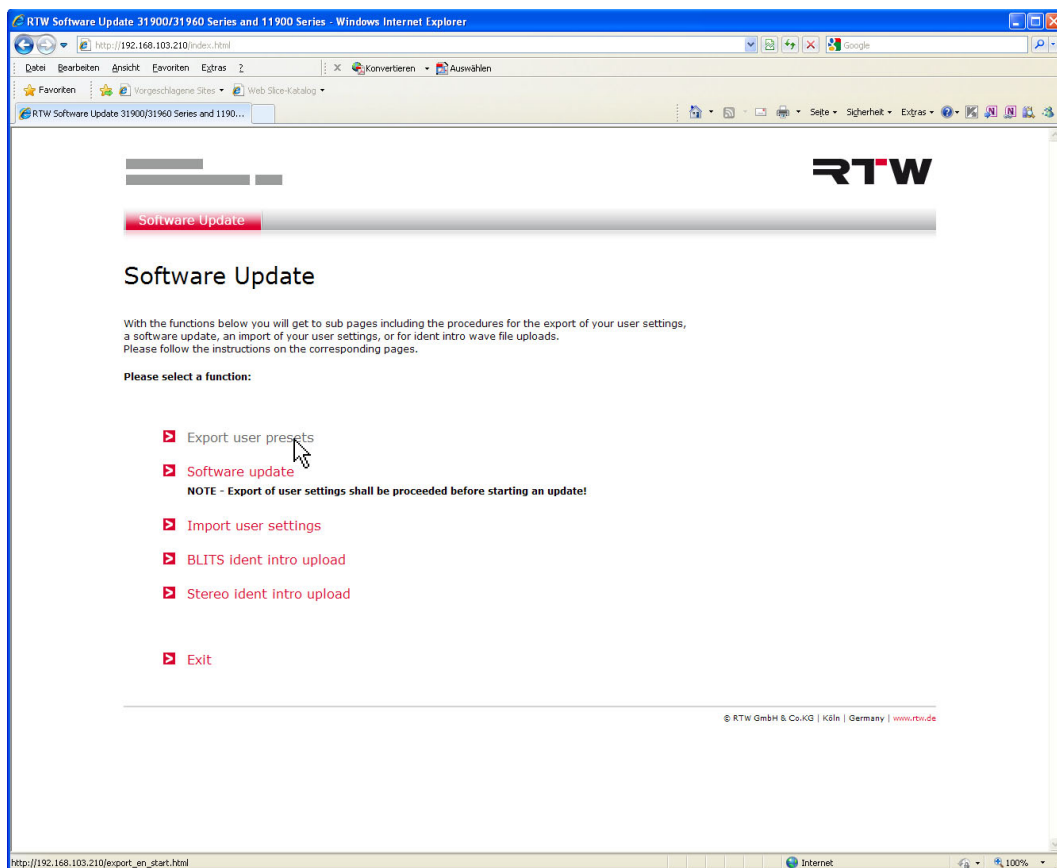 RTW Software Update 31900/31960 Series and 11900 Series - Windows Internet Explorer
http://192.168.103.210/index.html
Google
Datei Bearbeiten Ansicht Favoriten Extras ?
X Konvertieren Auswählen
Favoriten Vorgeschlagene Sites Web Slice-Katalog
RTW Software Update 31900/31960 Series and 1190...
Seite Sicherheit Extras
RTW
Software Update
Software Update
With the functions below you will get to sub pages including the procedures for the export of your user settings,
a software update, an import of your user settings, or for ident intro wave file uploads.
Please follow the instructions on the corresponding pages.
Please select a function:
Export user presets
Software update
NOTE - Export of user settings shall be proceeded before starting an update!
Import user settings
BLITS ident intro upload
Stereo ident intro upload
Exit
© RTW GmbH & Co.KG | Köln | Germany | www.rtw.de
http://192.168.103.210/export_en_start.html
Internet
100%